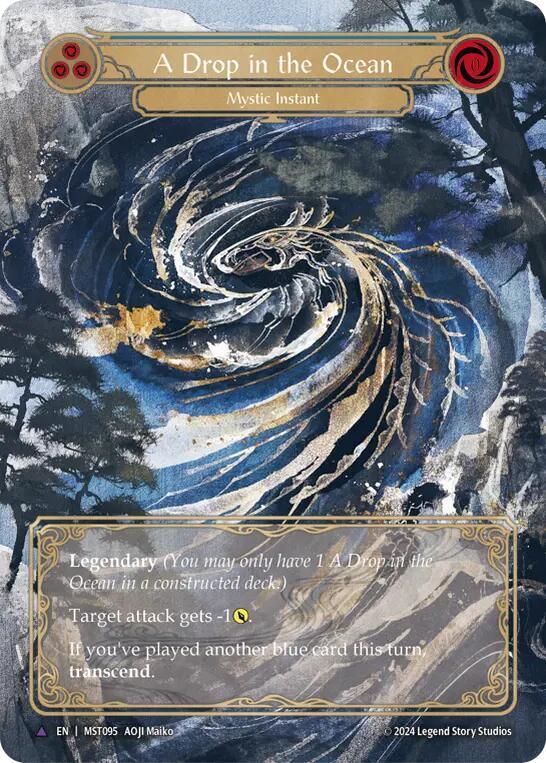 A Drop in the Ocean
Mystic Instant
Legendary (You may only have 1 A Drop in the
Ocean in a constructed deck.)
Target attack gets -1.
If you've played another blue card this turn,
transcend.
EN | MST095 AOJI Maiko
© 2024 Legend Story Studios